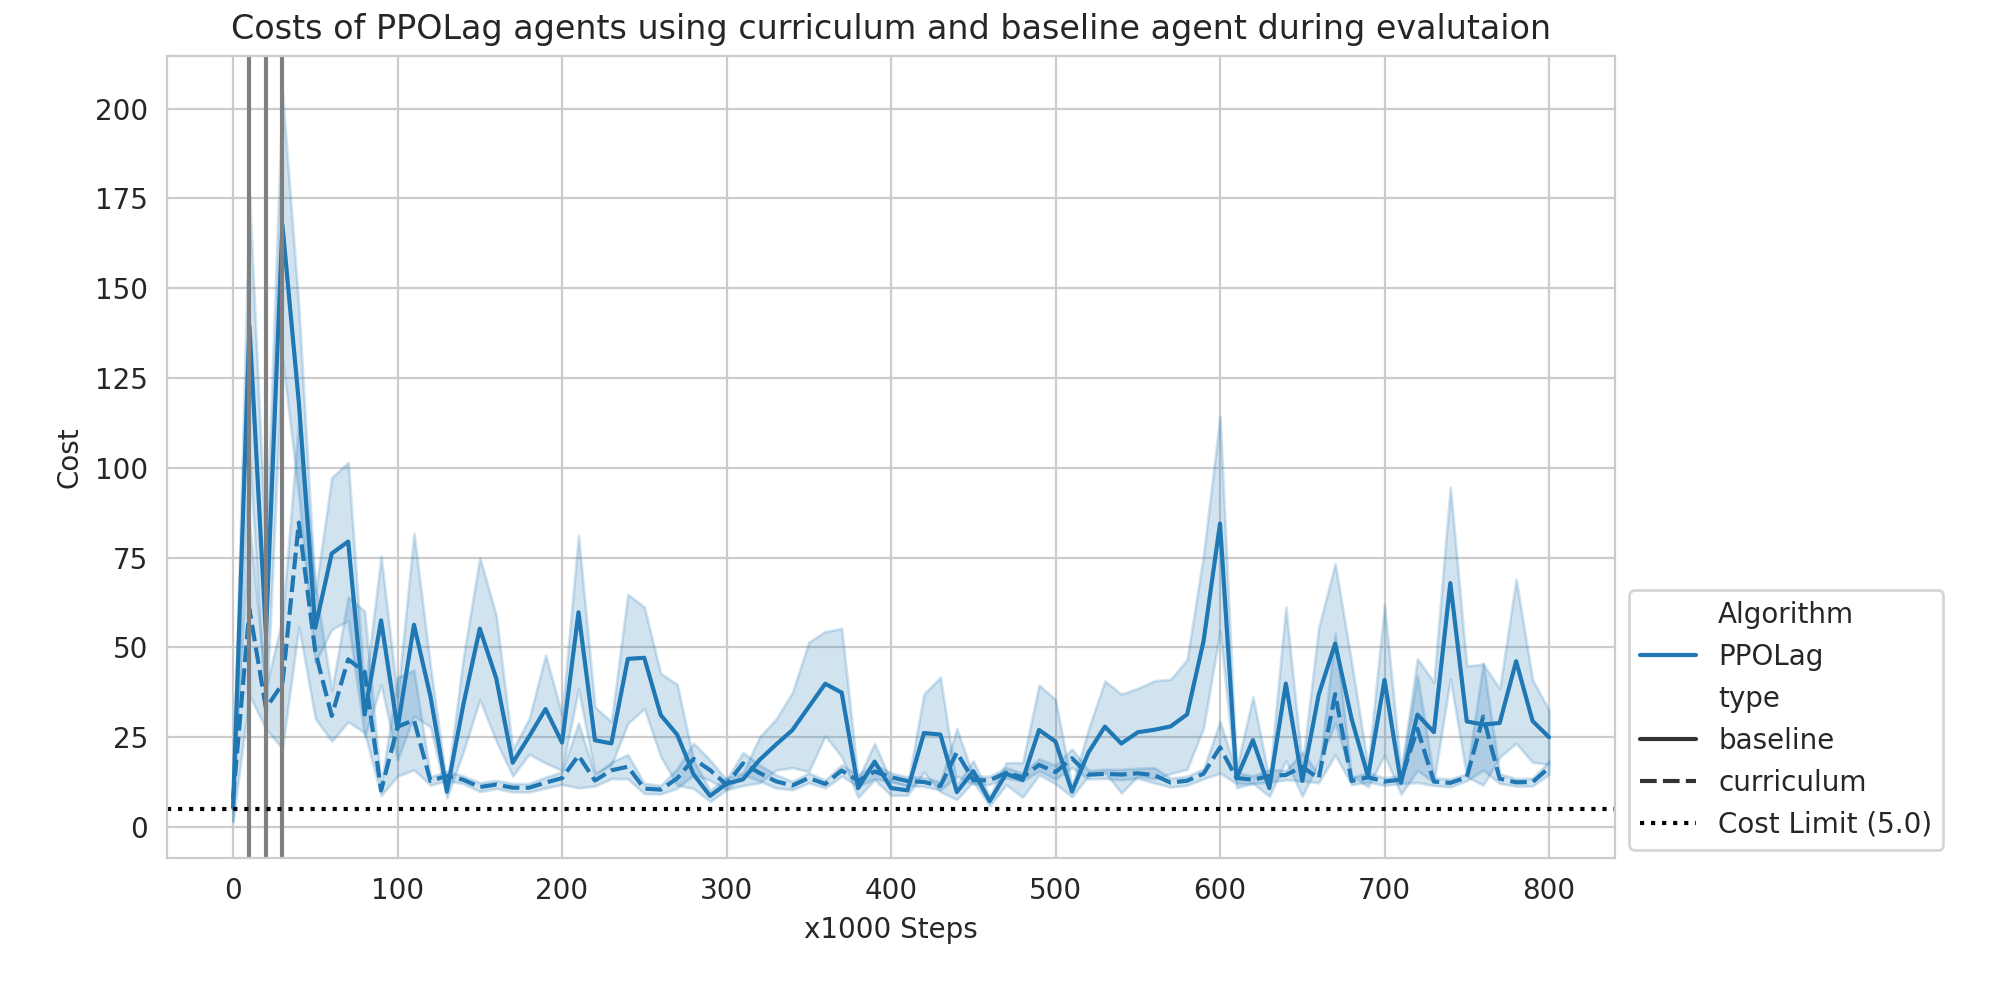 Costs of PPOLag agents using curriculum and baseline agent during evalutaion
200
175
150
125
100
75
50
25
0
Cost
0 100 200 300 400 500 600 700 800
x1000 Steps
Algorithm
PPOLag
type
baseline
curriculum
Cost Limit (5.0)